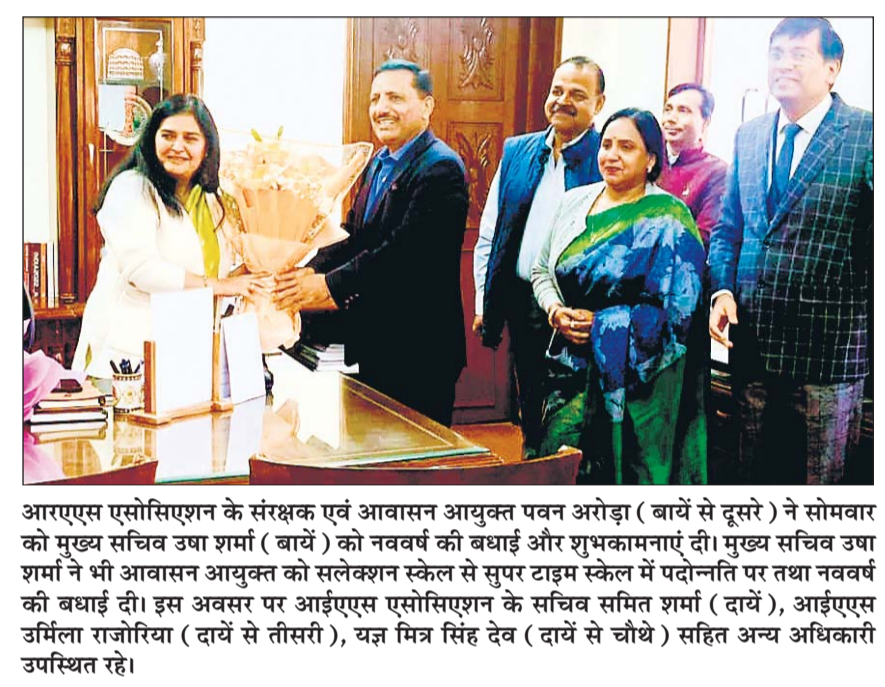 आरएएस एसोसिएशन के संरक्षक एवं आवासन आयुक्त पवन अरोड़ा ( बायें से दूसरे ) ने सोमवार
को मुख्य सचिव उषा शर्मा ( बायें ) को नववर्ष की बधाई और शुभकामनाएं दी। मुख्य सचिव उषा
शर्मा ने भी आवासन आयुक्त को सलेक्शन स्केल से सुपर टाइम स्केल में पदोन्नति पर तथा नववर्ष
की बधाई दी। इस अवसर पर आईएएस एसोसिएशन के सचिव समित शर्मा ( दायें ), आईएएस
उर्मिला राजोरिया ( दायें से तीसरी ), यज्ञ मित्र सिंह देव ( दायें से चौथे ) सहित अन्य अधिकारी
उपस्थित रहे।